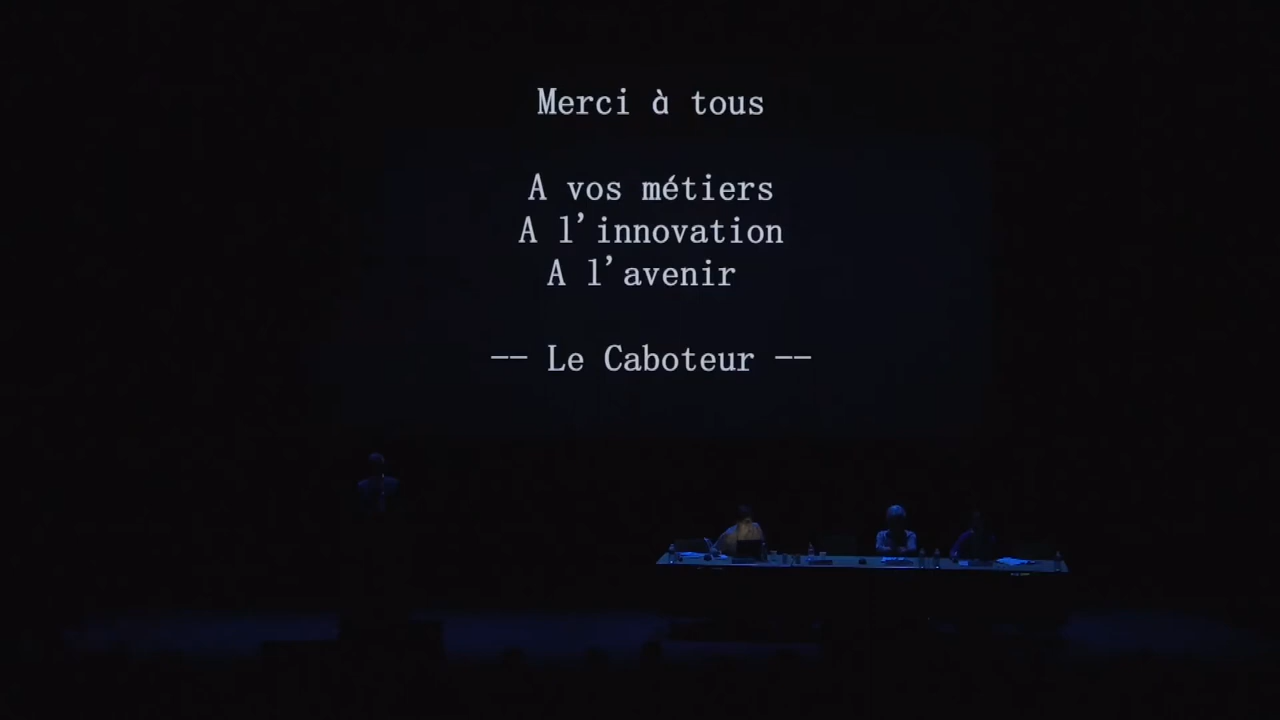 Merci à tous
A vos métiers
A l'innovation
A l'avenir
-- Le Caboteur --